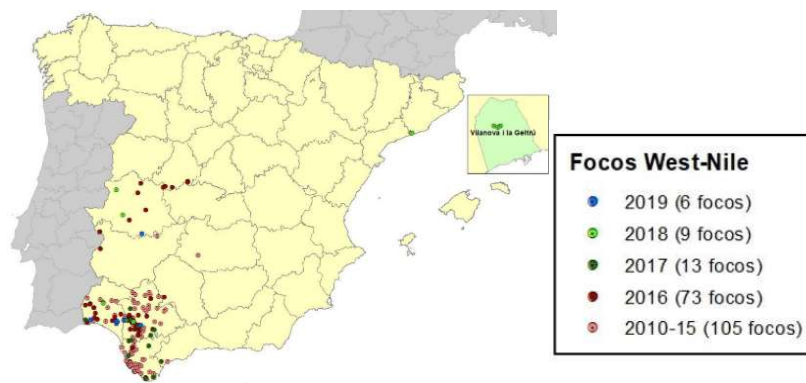 Vilanova i la Geltrú
Focos West-Nile
2019 (6 focos)
2018 (9 focos)
2017 (13 focos)
2016 (73 focos)
2010-15 (105 focos)